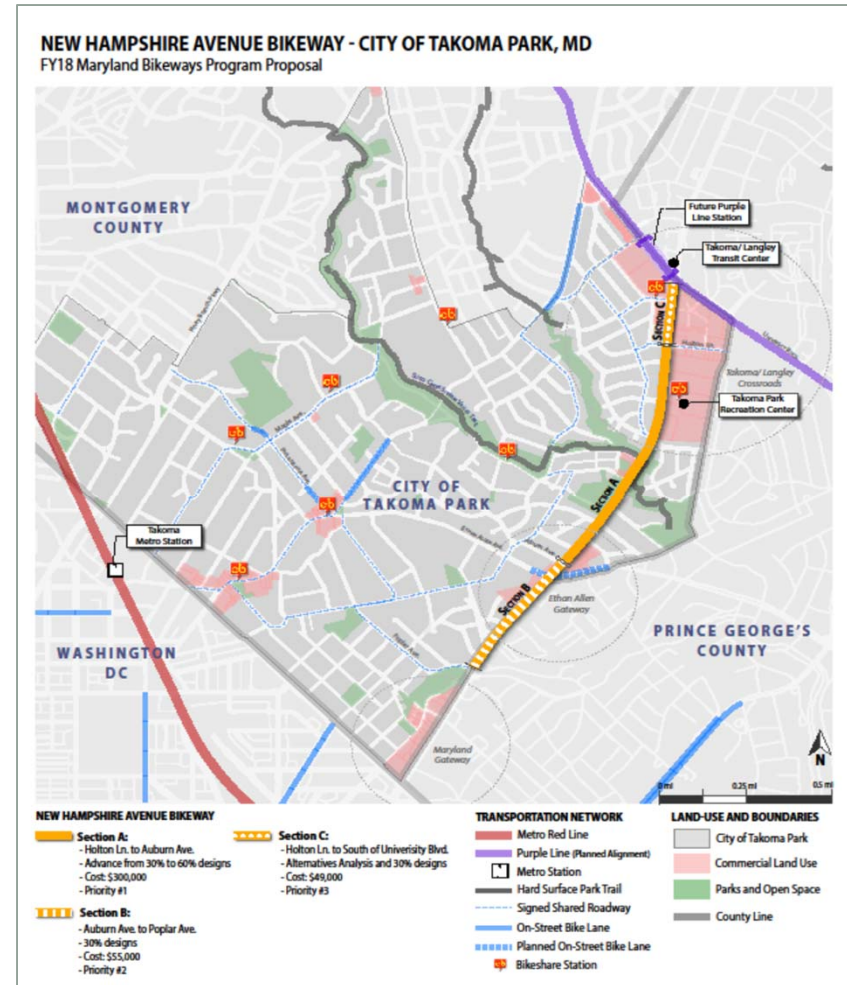 NEW HAMPSHIRE AVENUE BIKEWAY - CITY OF TAKOMA PARK, MD
FY18 Maryland Bikeways Program Proposal
MONTGOMERY
COUNTY
Future Purple
Line Station
Takoma/ Langley
Transit Center
SECTION C
Takoma/ Langley
Crossroads
Takoma Park
Recreation Center
Maple Ave.
CITY OF
TAKOMA PARK
SECTION A
Takoma
Metro Station
Ethan Allen Ave.
SECTION B
Ethan Allen
Gateway
Poplar Ave.
PRINCE GEORGE'S
COUNTY
WASHINGTON
DC
Maryland
Gateway
N
0 mi
0.25 mi
0.5 mi
NEW HAMPSHIRE AVENUE BIKEWAY
Section A:
- Holton Ln. to Auburn Ave.
- Advance from 30% to 60% designs
- Cost: $300,000
- Priority #1
Section B:
- Auburn Ave. to Poplar Ave.
- 30% designs
- Cost: $55,000
- Priority #2
Section C:
- Holton Ln. to South of Univerisity Blvd.
- Alternatives Analysis and 30% designs
- Cost: $49,000
- Priority #3
TRANSPORTATION NETWORK
Metro Red Line
Purple Line (Planned Alignment)
Metro Station
Hard Surface Park Trail
Signed Shared Roadway
On-Street Bike Lane
Planned On-Street Bike Lane
Bikeshare Station
LAND-USE AND BOUNDARIES
City of Takoma Park
Commercial Land Use
Parks and Open Space
County Line